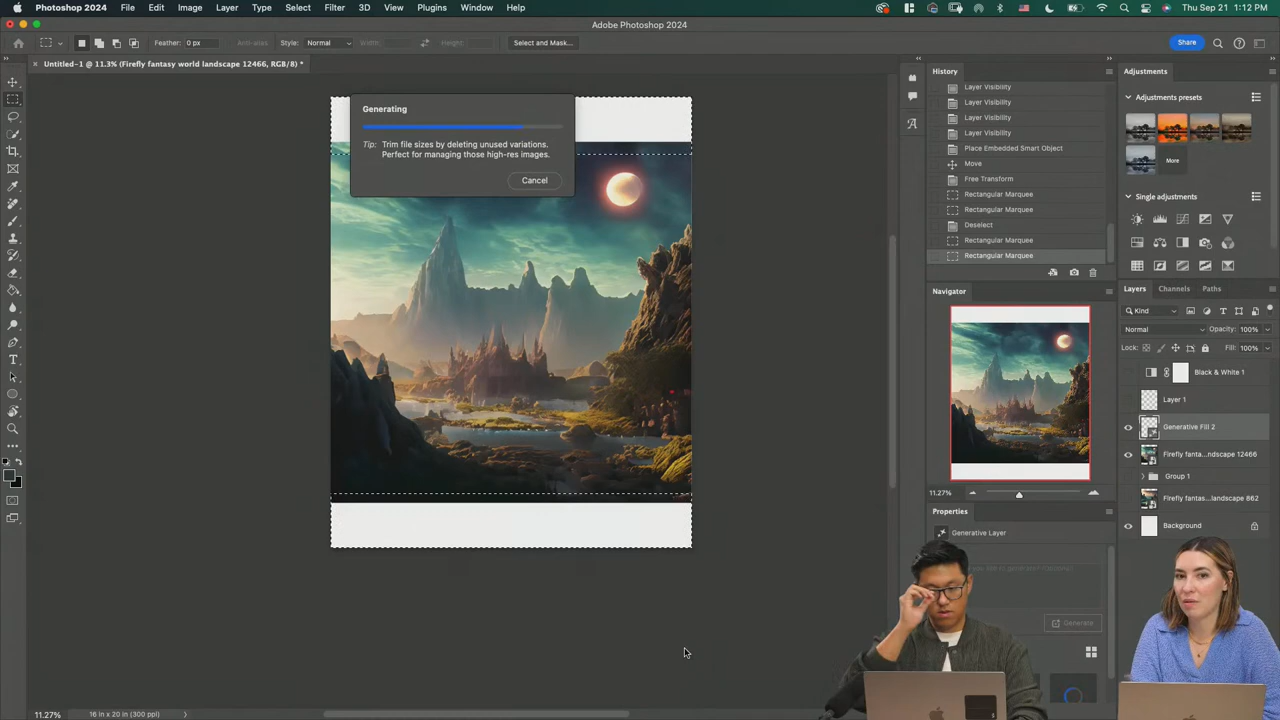 Photoshop 2024 File Edit Image Layer Type Select Filter 3D View Plugins Window Help Thu Sep 21 1:12 PM
Adobe Photoshop 2024
Feather: 0 px Anti-alias Style: Normal Width: Height: Select and Mask... Share
Untitled-1 @ 11.3% (Firefly fantasy world landscape 12466, RGB/8) *
Generating
Tip: Trim file sizes by deleting unused variations.
Perfect for managing those high-res images.
Cancel
History
Layer Visibility
Layer Visibility
Layer Visibility
Layer Visibility
Place Embedded Smart Object
Move
Free Transform
Rectangular Marquee
Rectangular Marquee
Deselect
Rectangular Marquee
Rectangular Marquee
Navigator
11.27%
Properties
Generative Layer
Generate
Adjustments
Adjustments presets
More
Single adjustments
Layers Channels Paths
Kind
Normal Opacity: 100%
Lock: Fill: 100%
Black & White 1
Layer 1
Generative Fill 2
Firefly fanta...ndscape 12466
Group 1
Firefly fantas...landscape 862
Background
11.27% 16 in x 20 in (300 ppi)